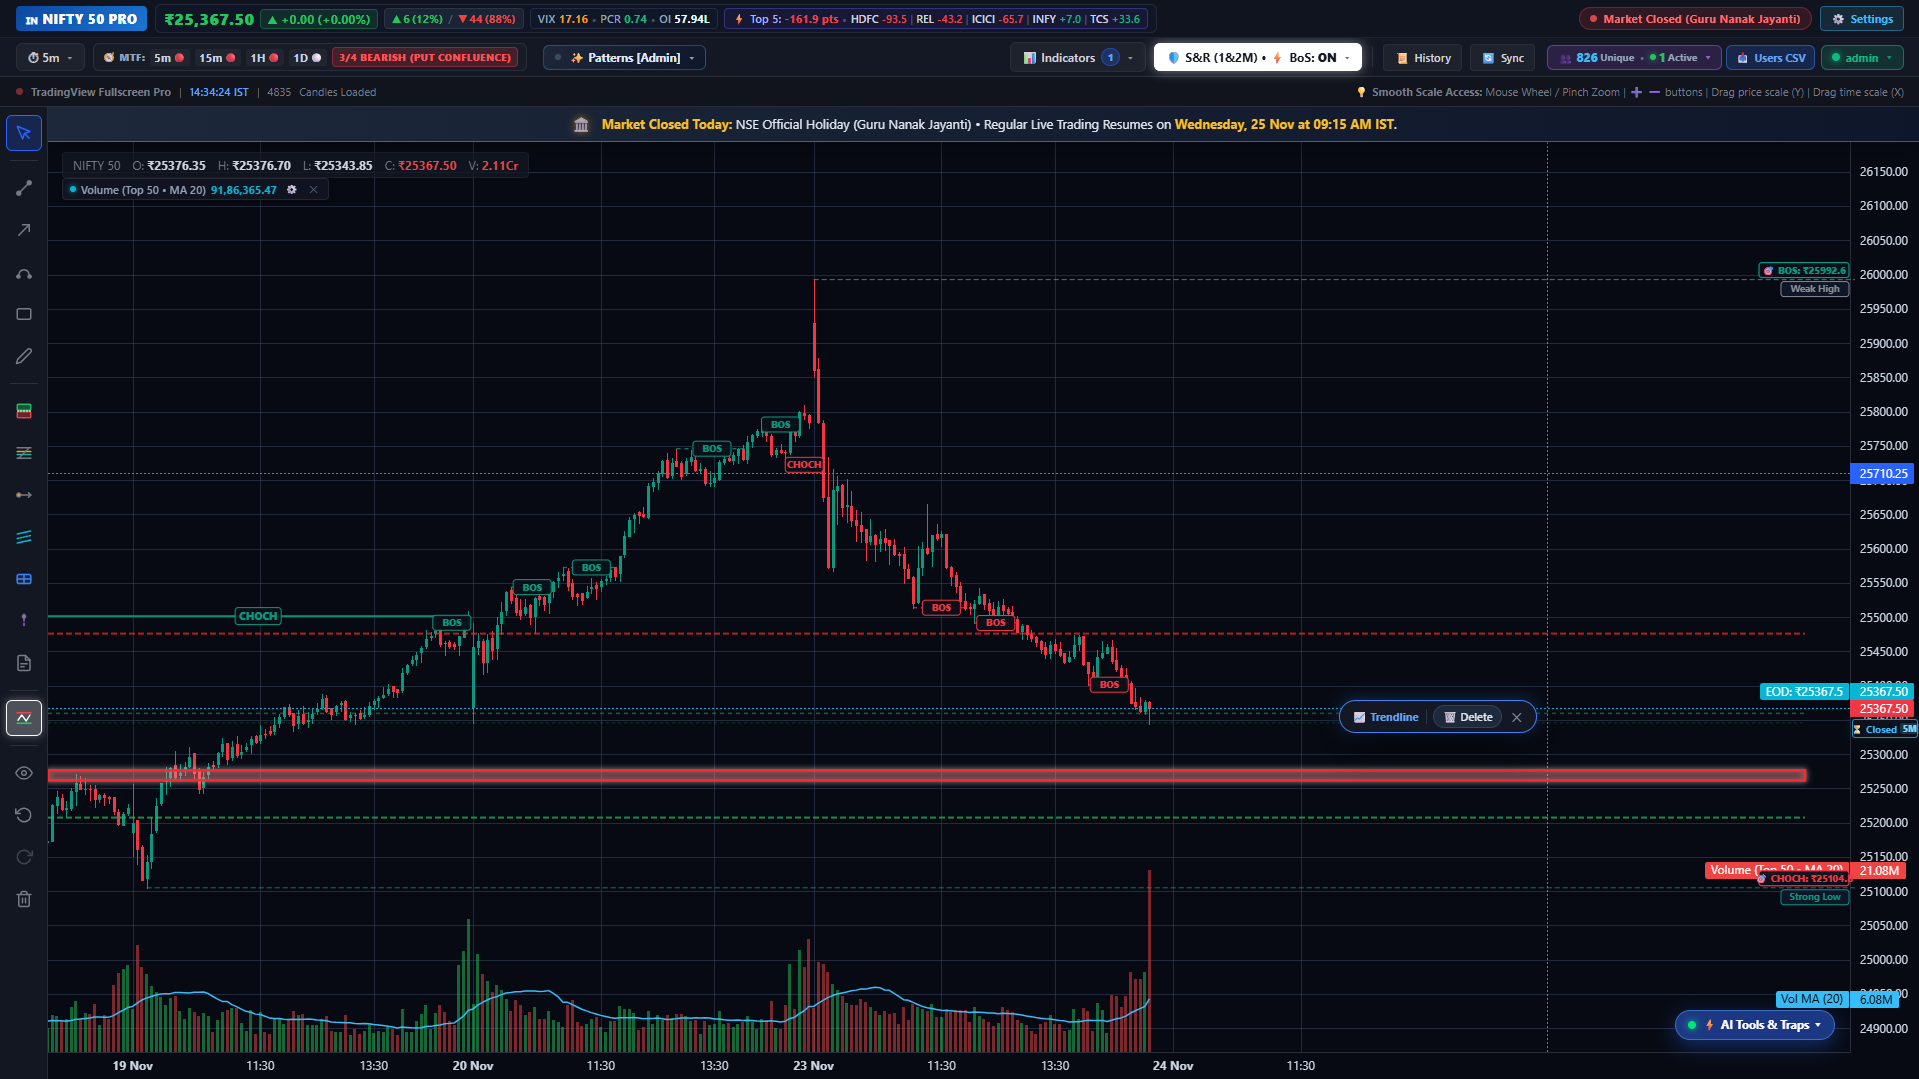 IN NIFTY 50 PRO ₹25,367.50 ▲ +0.00 (+0.00%) ▲6 (12%) / ▼44 (88%) VIX 17.16 • PCR 0.74 • OI 57.94L Top 5: -161.9 pts • HDFC -93.5 | REL -43.2 | ICICI -65.7 | INFY +7.0 | TCS +33.6 Market Closed (Guru Nanak Jayanti) Settings
5m MTF: 5m 15m 1H 1D 3/4 BEARISH (PUT CONFLUENCE) Patterns [Admin] Indicators 1 S&R (1&2M) • BoS: ON History Sync 826 Unique • 1 Active Users CSV admin
TradingView Fullscreen Pro | 14:34:24 IST | 4835 Candles Loaded Smooth Scale Access: Mouse Wheel / Pinch Zoom | + − buttons | Drag price scale (Y) | Drag time scale (X)
Market Closed Today: NSE Official Holiday (Guru Nanak Jayanti) • Regular Live Trading Resumes on Wednesday, 25 Nov at 09:15 AM IST.
NIFTY 50 O: ₹25376.35 H: ₹25376.70 L: ₹25343.85 C: ₹25367.50 V: 2.11Cr
Volume (Top 50 • MA 20) 91,86,365.47
26150.00
26100.00
26050.00
BOS: ₹25992.6
26000.00
Weak High
25950.00
25900.00
25850.00
25800.00
BOS
BOS
25750.00
CHOCH
25710.25
25650.00
25600.00
BOS
BOS
25550.00
BOS
CHOCH
BOS
BOS
25500.00
25450.00
BOS
EOD: ₹25367.5 25367.50
25367.50
Trendline Delete
Closed 5M
25300.00
25250.00
25200.00
25150.00
Volume (Top 50 • MA 20) 21.08M
CHOCH: ₹25104.
25100.00
Strong Low
25050.00
25000.00
Vol MA (20) 6.08M
AI Tools & Traps
24900.00
19 Nov 11:30 13:30 20 Nov 11:30 13:30 23 Nov 11:30 13:30 24 Nov 11:30